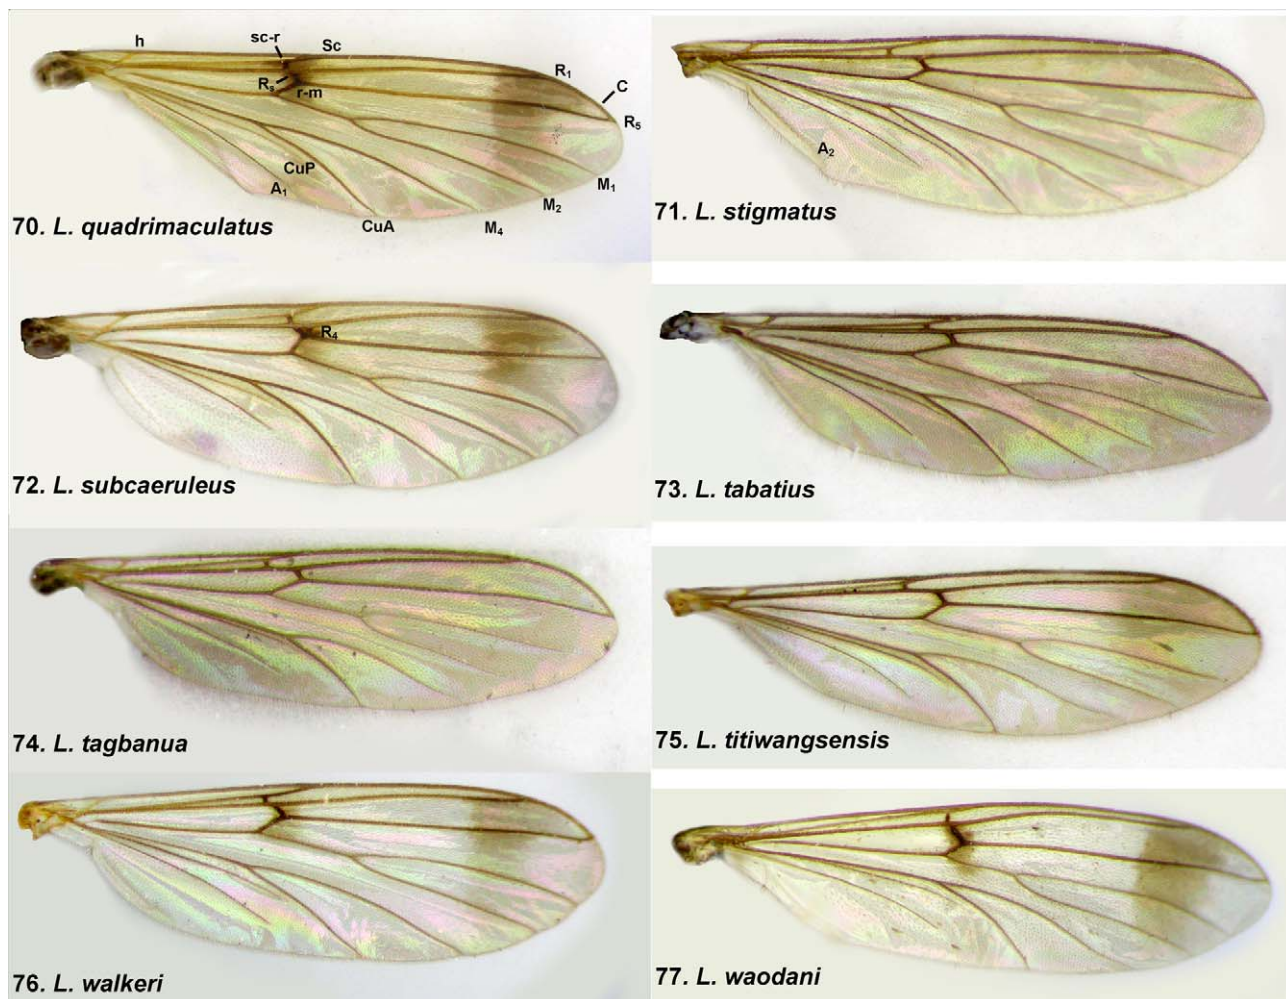 h
sc-r
Sc
Rs
r-m
R1
C
R5
CuP
A1
M1
M2
CuA
M4
70. L. quadrimaculatus
A2
71. L. stigmatus
R4
72. L. subcaeruleus
73. L. tabatius
74. L. tagbanua
75. L. titiwangsensis
76. L. walkeri
77. L. waodani